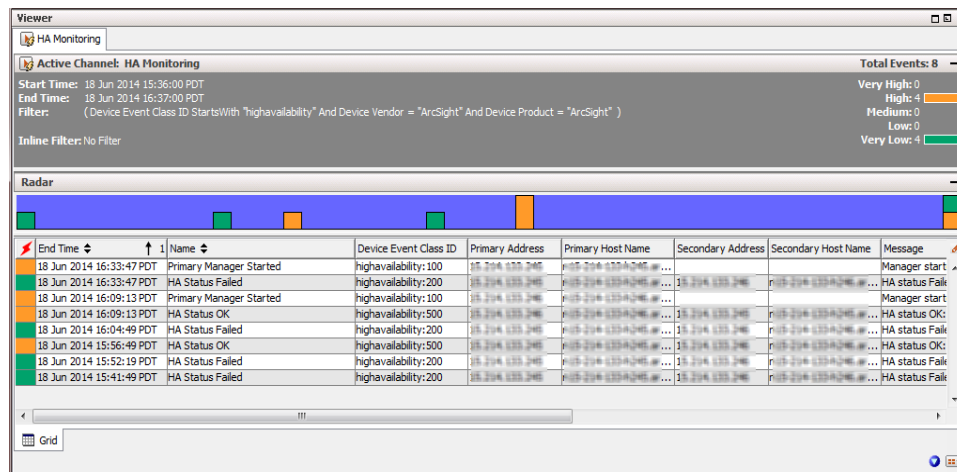 Viewer
HA Monitoring
Active Channel: HA Monitoring Total Events: 8
Start Time: 18 Jun 2014 15:36:00 PDT Very High: 0
End Time: 18 Jun 2014 16:37:00 PDT High: 4
Filter: ( Device Event Class ID StartsWith "highavailability" And Device Vendor = "ArcSight" And Device Product = "ArcSight" ) Medium: 0
Low: 0
Inline Filter: No Filter Very Low: 4
Radar
End Time 1 Name Device Event Class ID Primary Address Primary Host Name Secondary Address Secondary Host Name Message
18 Jun 2014 16:33:47 PDT Primary Manager Started highavailability:100 Manager start
18 Jun 2014 16:33:47 PDT HA Status Failed highavailability:200 HA status Faile
18 Jun 2014 16:09:13 PDT Primary Manager Started highavailability:100 Manager start
18 Jun 2014 16:09:13 PDT HA Status OK highavailability:500 HA status OK:
18 Jun 2014 16:04:49 PDT HA Status Failed highavailability:200 HA status Faile
18 Jun 2014 15:56:49 PDT HA Status OK highavailability:500 HA status OK:
18 Jun 2014 15:52:19 PDT HA Status Failed highavailability:200 HA status Faile
18 Jun 2014 15:41:49 PDT HA Status Failed highavailability:200 HA status Faile
Grid